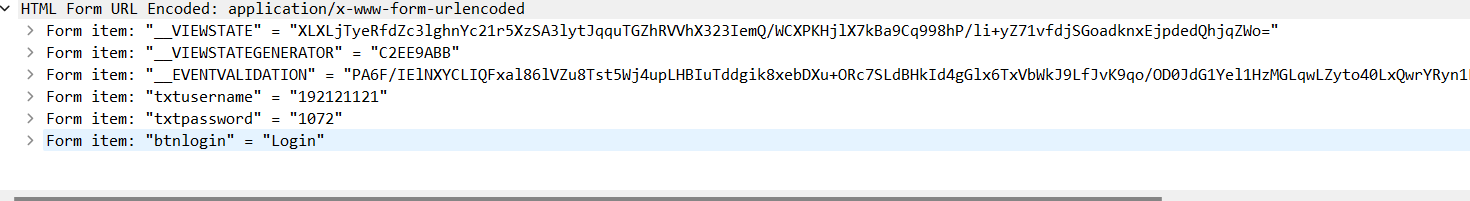 HTML Form URL Encoded: application/x-www-form-urlencoded
Form item: "__VIEWSTATE" = "XLXLjTyeRfdZc3lghnYc21r5XzSA3lytJqquTGZhRVVhX323IemQ/WCXPKHjlX7kBa9Cq998hP/li+yZ71vfdjSGoadknxEjpdedQhjqZWo="
Form item: "__VIEWSTATEGENERATOR" = "C2EE9ABB"
Form item: "__EVENTVALIDATION" = "PA6F/IElNXYCLIQFxal86lVZu8Tst5Wj4upLHBIuTddgik8xebDXu+ORc7SLdBHkId4gGlx6TxVbWkJ9LfJvK9qo/OD0JdG1Yel1HzMGLqwLZyto40LxQwrYRyn1
Form item: "txtusername" = "192121121"
Form item: "txtpassword" = "1072"
Form item: "btnlogin" = "Login"